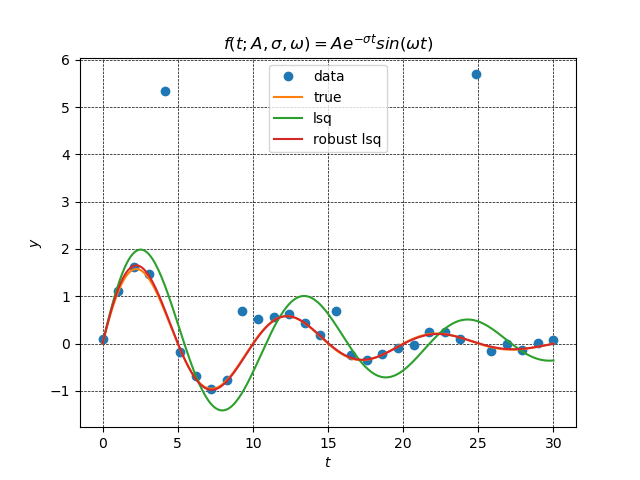 f(t; A, σ, ω) = Ae^{−σt}sin(ωt)
data
true
lsq
robust lsq
6
5
4
3
2
1
0
−1
y
0 5 10 15 20 25 30
t